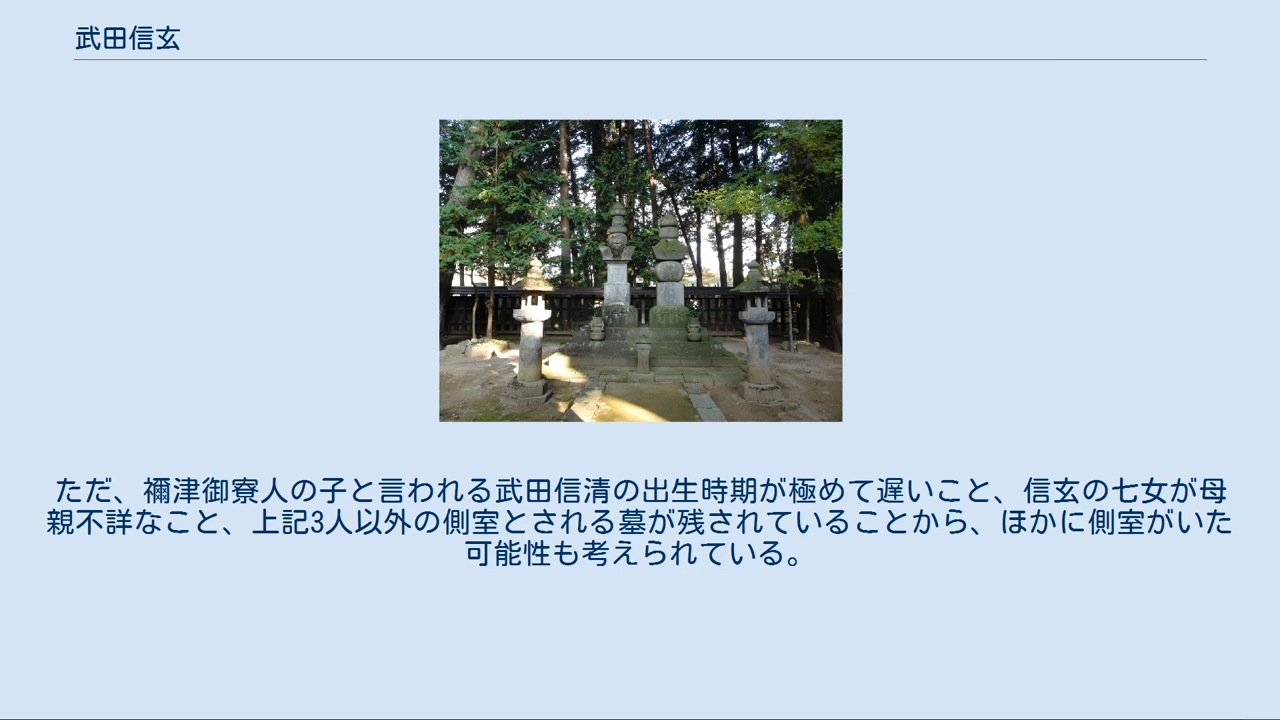 武田信玄
ただ、禰津御寮人の子と言われる武田信清の出生時期が極めて遅いこと、信玄の七女が母
親不詳なこと、上記3人以外の側室とされる墓が残されていることから、ほかに側室がいた
可能性も考えられている。